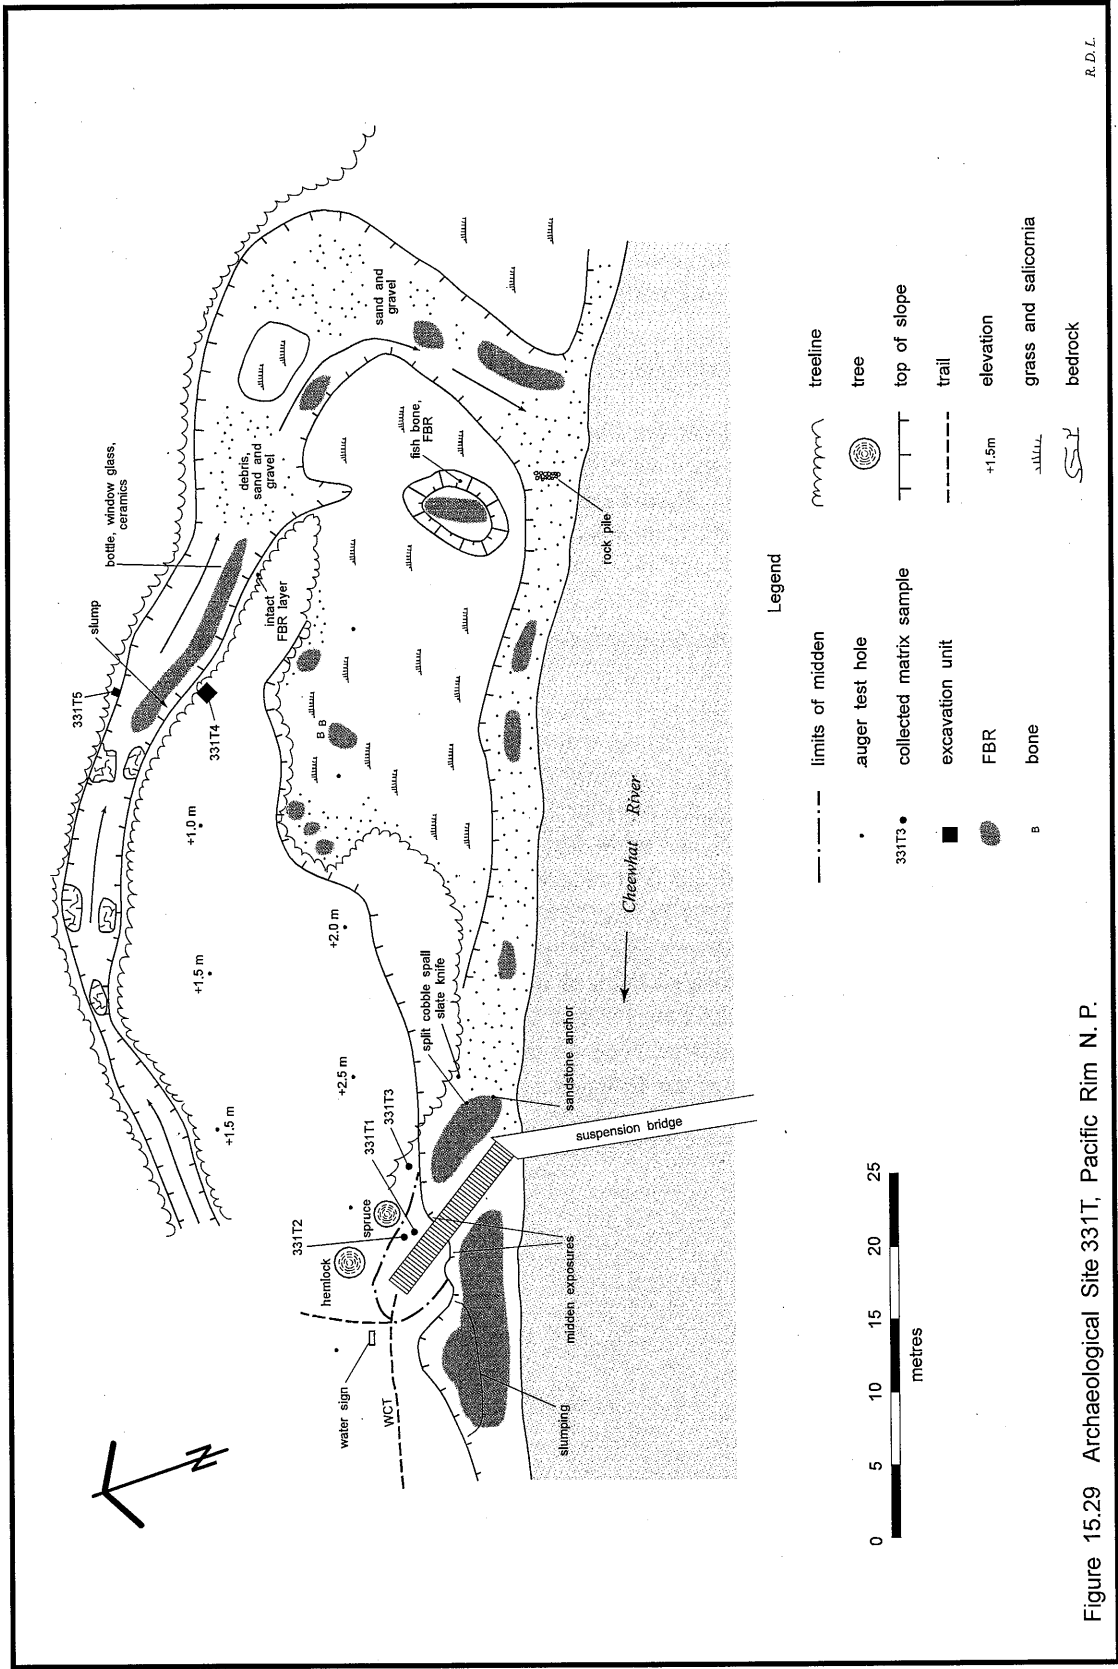 bottle, window glass,
ceramics
slump
331T5
331T4
debris,
sand and
gravel
sand and
gravel
intact
FBR layer
fish bone,
FBR
rock pile
B B
+1.0 m
+1.5 m
+2.0 m
+2.5 m
+1.5 m
split cobble spall
slate knife
sandstone anchor
331T3
331T1
331T2
spruce
hemlock
water sign
WCT
suspension bridge
midden exposures
slumping
Cheewhat River
N
Legend
limits of midden
auger test hole
331T3
collected matrix sample
excavation unit
FBR
B
bone
treeline
tree
top of slope
trail
+1.5m
elevation
grass and salicornia
bedrock
0 5 10 15 20 25
metres
Figure 15.29 Archaeological Site 331T, Pacific Rim N. P.
R. D. L.